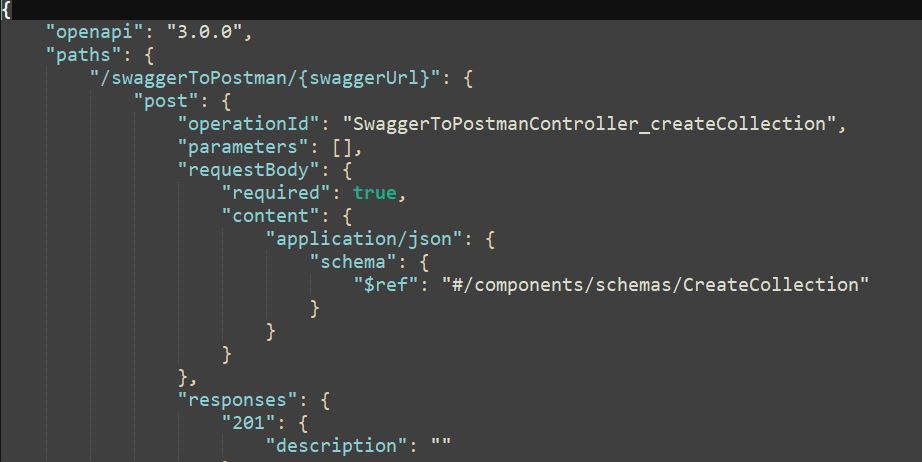 {
    "openapi": "3.0.0",
    "paths": {
        "/swaggerToPostman/{swaggerUrl}": {
            "post": {
                "operationId": "SwaggerToPostmanController_createCollection",
                "parameters": [],
                "requestBody": {
                    "required": true,
                    "content": {
                        "application/json": {
                            "schema": {
                                "$ref": "#/components/schemas/CreateCollection"
                            }
                        }
                    }
                },
                "responses": {
                    "201": {
                        "description": ""
                    }